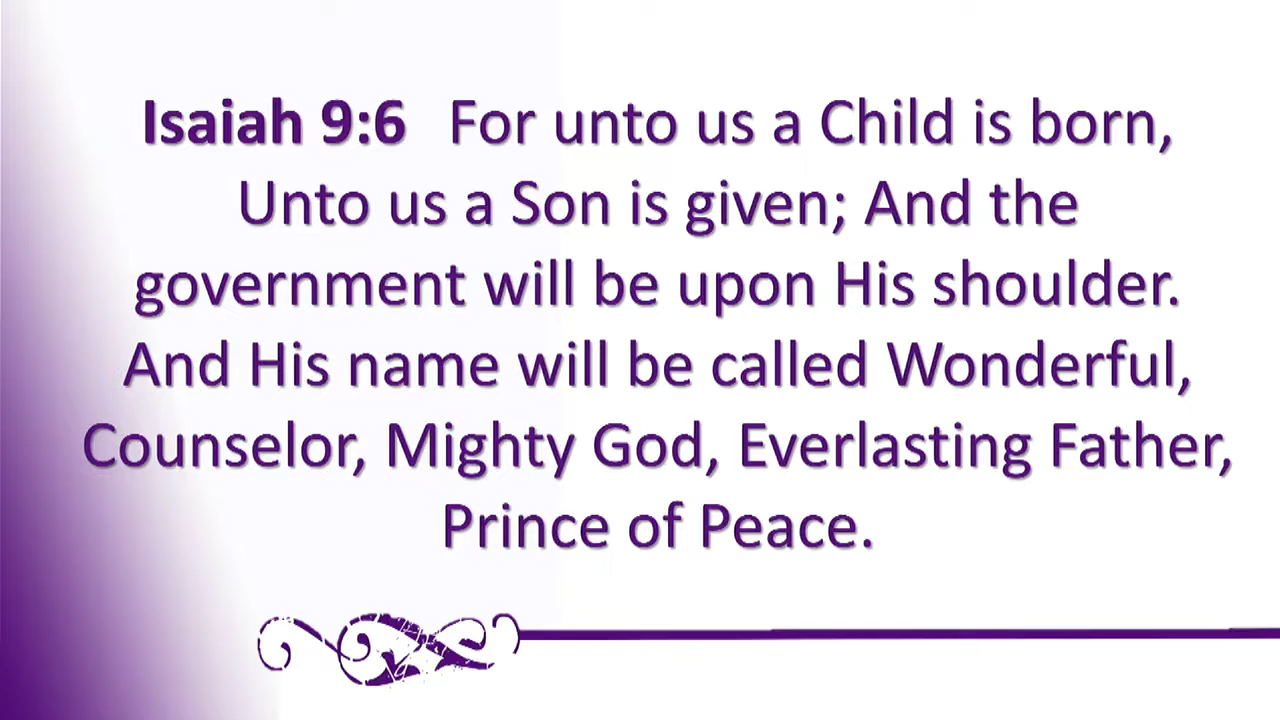 Isaiah 9:6 For unto us a Child is born,
Unto us a Son is given; And the
government will be upon His shoulder.
And His name will be called Wonderful,
Counselor, Mighty God, Everlasting Father,
Prince of Peace.